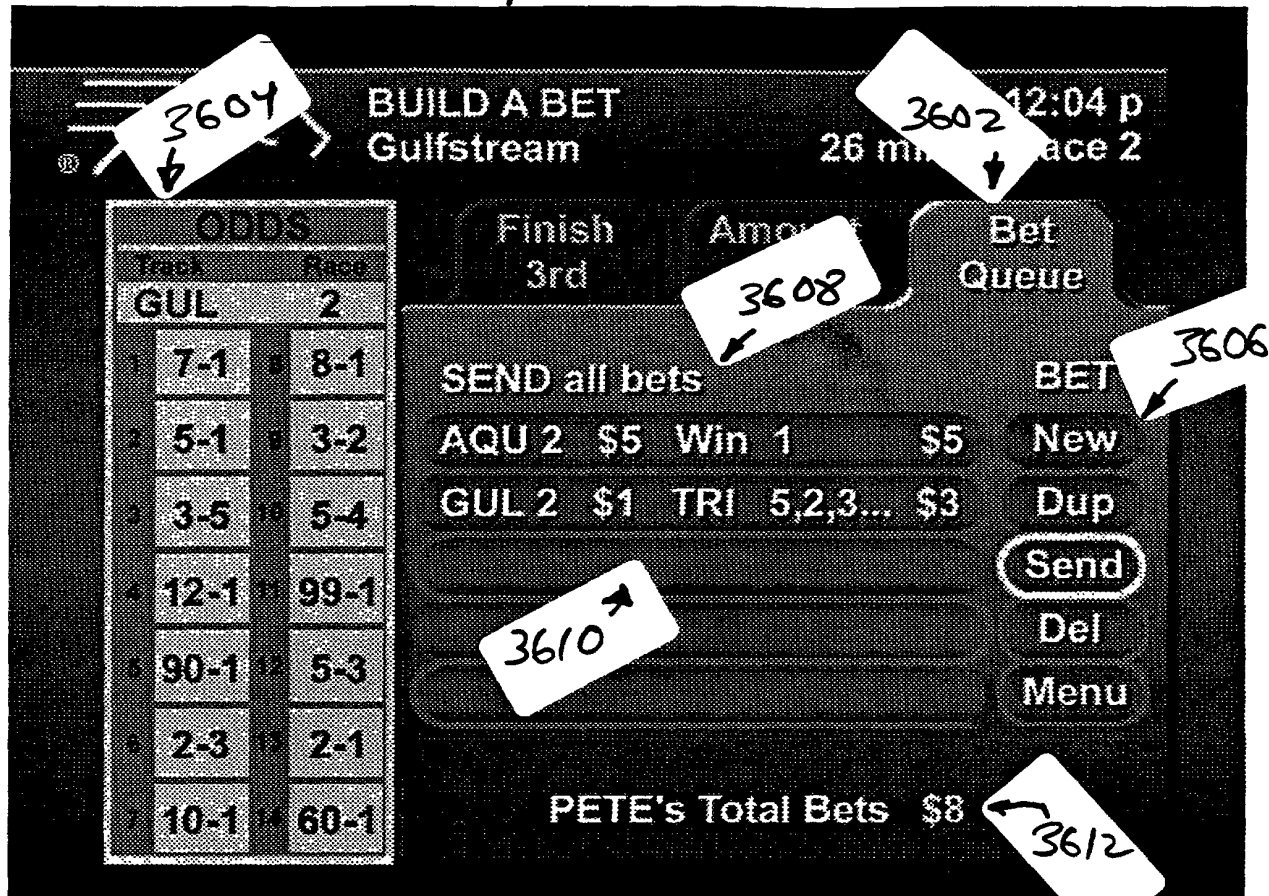 3604
BUILD A BET
Gulfstream
3602
12:04 p
26 mi ace 2
®
ODDS
Track Race
GUL 2
1 7-1 8 8-1
2 5-1 9 3-2
3 3-5 10 5-4
4 12-1 11 99-1
5 90-1 12 5-3
6 2-3 13 2-1
7 10-1 14 60-1
Finish
3rd
Amount
Bet
Queue
3608
3606
SEND all bets
AQU 2 $5 Win 1 $5
GUL 2 $1 TRI 5,2,3... $3
3610
BET
New
Dup
Send
Del
Menu
PETE's Total Bets $8
3612